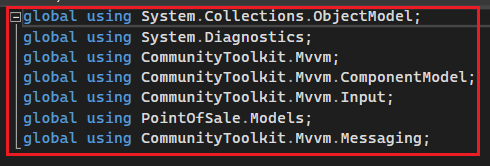 global using System.Collections.ObjectModel;
global using System.Diagnostics;
global using CommunityToolkit.Mvvm;
global using CommunityToolkit.Mvvm.ComponentModel;
global using CommunityToolkit.Mvvm.Input;
global using PointOfSale.Models;
global using CommunityToolkit.Mvvm.Messaging;